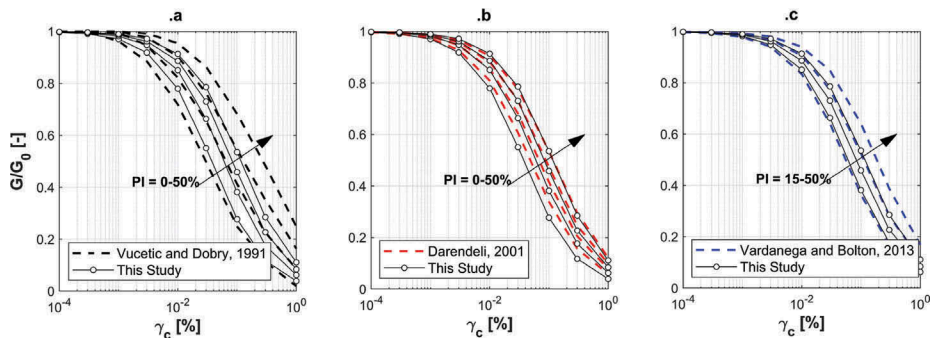 .a
.b
.c
G/G0 [-]
1
0.8
0.6
0.4
0.2
0
PI = 0-50%
Vucetic and Dobry, 1991
This Study
10-4
10-2
100
γc [%]
1
0.8
0.6
0.4
0.2
0
PI = 0-50%
Darendeli, 2001
This Study
10-4
10-2
100
γc [%]
1
0.8
0.6
0.4
0.2
0
PI = 15-50%
Vardanega and Bolton, 2013
This Study
10-4
10-2
100
γc [%]